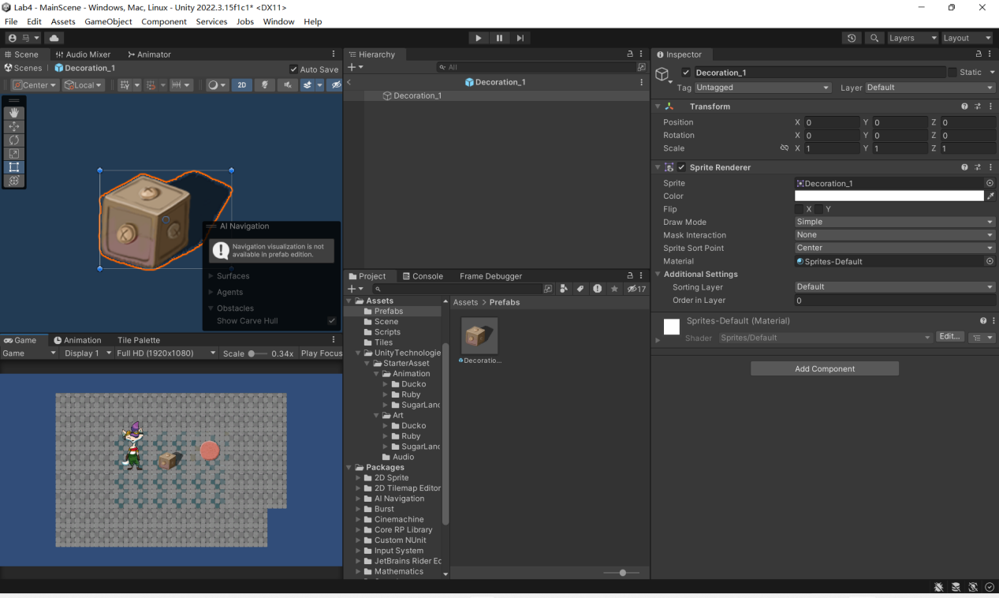 Lab4 - MainScene - Windows, Mac, Linux - Unity 2022.3.15f1c1* <DX11>
File Edit Assets GameObject Component Services Jobs Window Help
马
Layers Layout
Scene Audio Mixer Animator
Scenes Decoration_1 Auto Save
Center Local 2D
AI Navigation
Navigation visualization is not
available in prefab edition.
Surfaces
Agents
Obstacles
Show Carve Hull
Game Animation Tile Palette
Game Display 1 Full HD (1920x1080) Scale 0.34x Play Focus
Hierarchy
All
Decoration_1
Decoration_1
Project Console Frame Debugger
17
Assets
Prefabs
Scene
Scripts
Tiles
UnityTechnologie
StarterAsset
Animation
Ducko
Ruby
SugarLand
Art
Ducko
Ruby
SugarLand
Audio
Packages
2D Sprite
2D Tilemap Editor
AI Navigation
Burst
Cinemachine
Core RP Library
Custom NUnit
Input System
JetBrains Rider Ec
Mathematics
Assets > Prefabs
Decoratio...
Inspector
Decoration_1 Static
Tag Untagged Layer Default
Transform
Position X 0 Y 0 Z 0
Rotation X 0 Y 0 Z 0
Scale X 1 Y 1 Z 1
Sprite Renderer
Sprite Decoration_1
Color
Flip X Y
Draw Mode Simple
Mask Interaction None
Sprite Sort Point Center
Material Sprites-Default
Additional Settings
Sorting Layer Default
Order in Layer 0
Sprites-Default (Material)
Shader Sprites/Default Edit...
Add Component